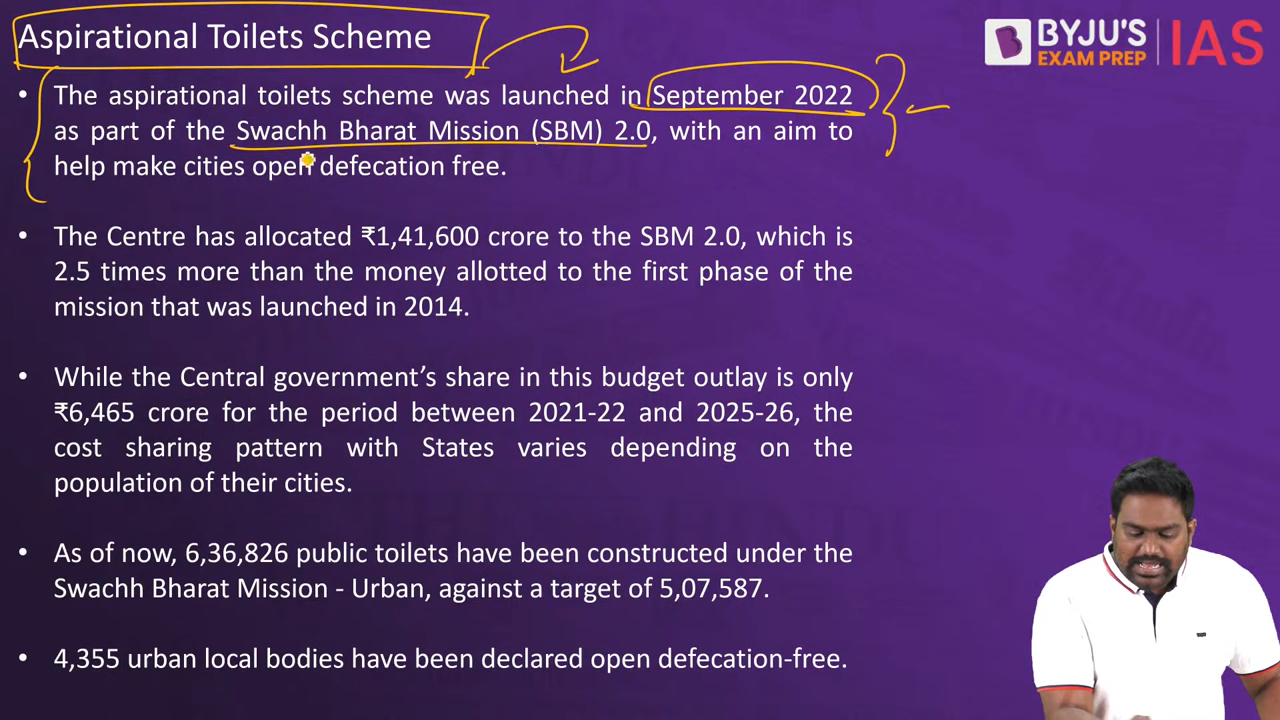 Aspirational Toilets Scheme
BYJU'S
EXAM PREP
IAS
• The aspirational toilets scheme was launched in September 2022
as part of the Swachh Bharat Mission (SBM) 2.0, with an aim to
help make cities open defecation free.
• The Centre has allocated ₹1,41,600 crore to the SBM 2.0, which is
2.5 times more than the money allotted to the first phase of the
mission that was launched in 2014.
• While the Central government's share in this budget outlay is only
₹6,465 crore for the period between 2021-22 and 2025-26, the
cost sharing pattern with States varies depending on the
population of their cities.
• As of now, 6,36,826 public toilets have been constructed under the
Swachh Bharat Mission - Urban, against a target of 5,07,587.
• 4,355 urban local bodies have been declared open defecation-free.